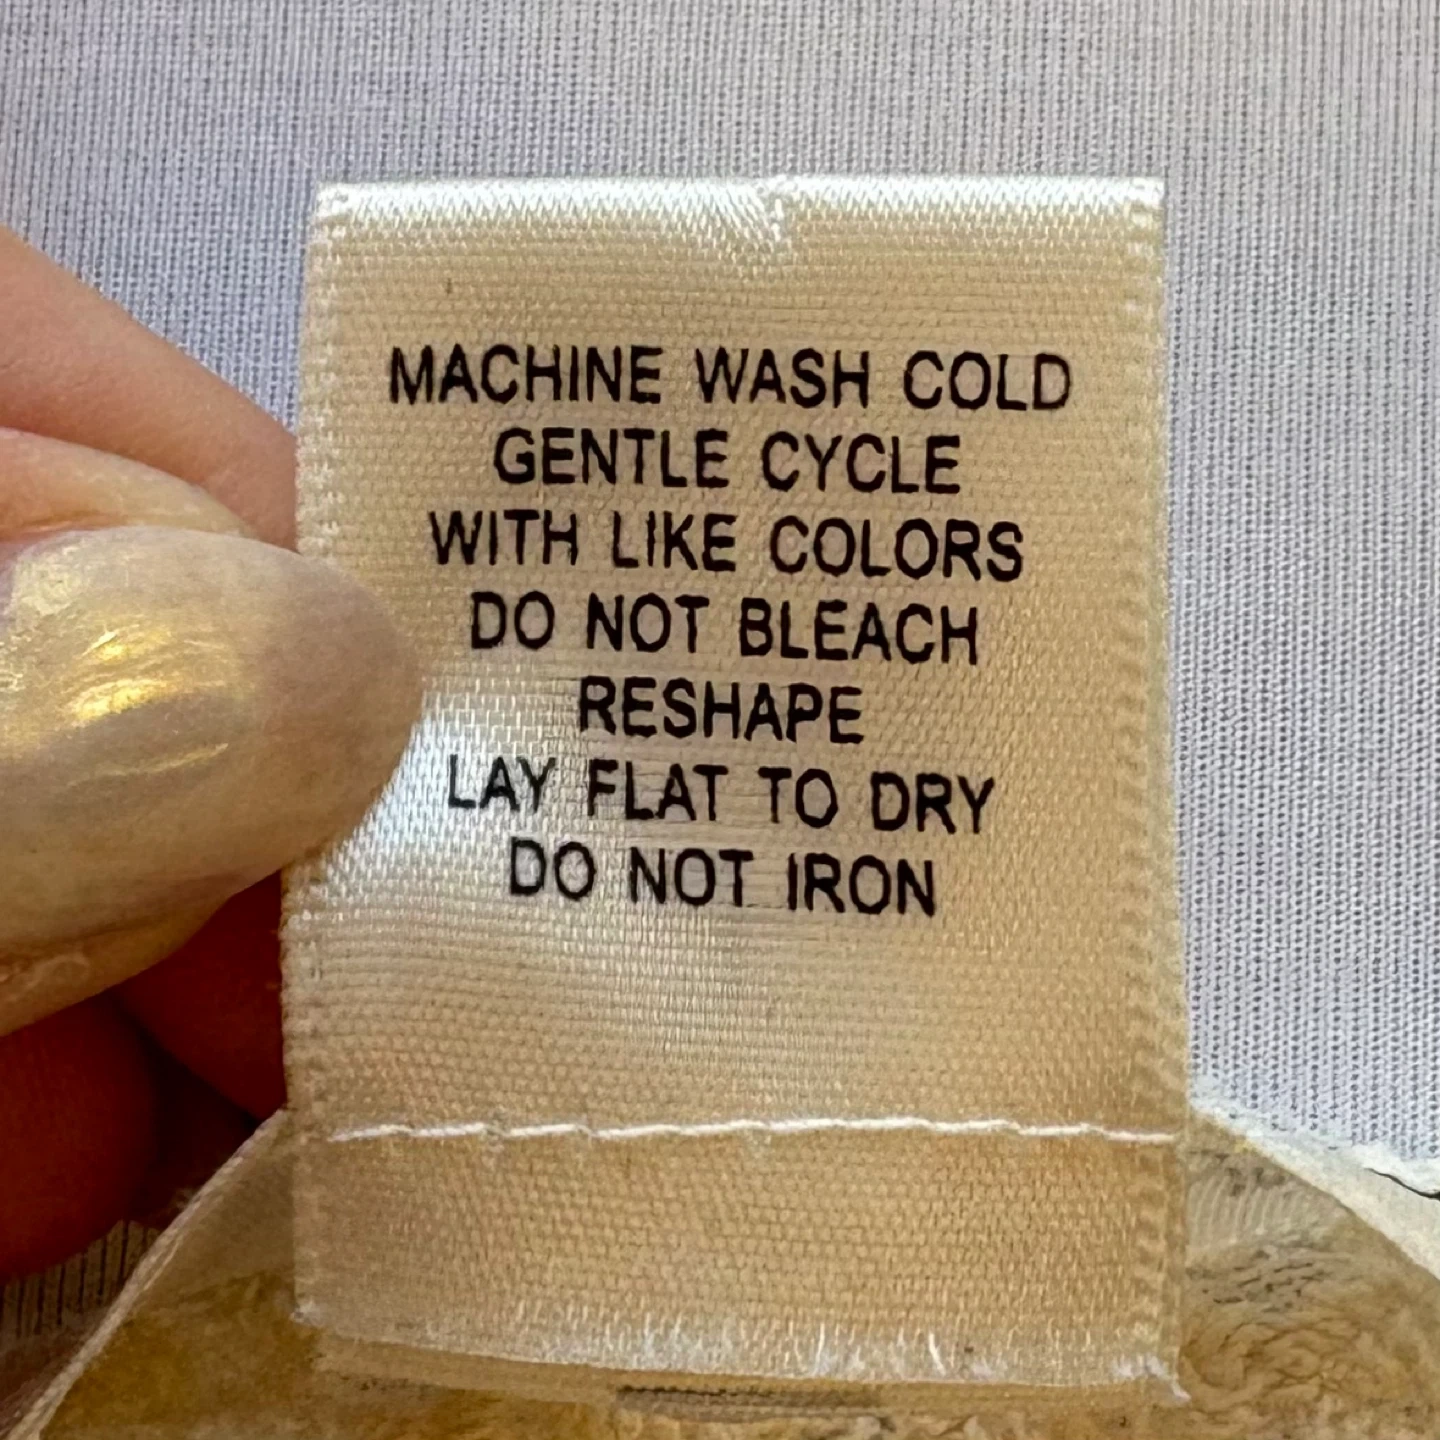 MACHINE WASH COLD
GENTLE CYCLE
WITH LIKE COLORS
DO NOT BLEACH
RESHAPE
LAY FLAT TO DRY
DO NOT IRON